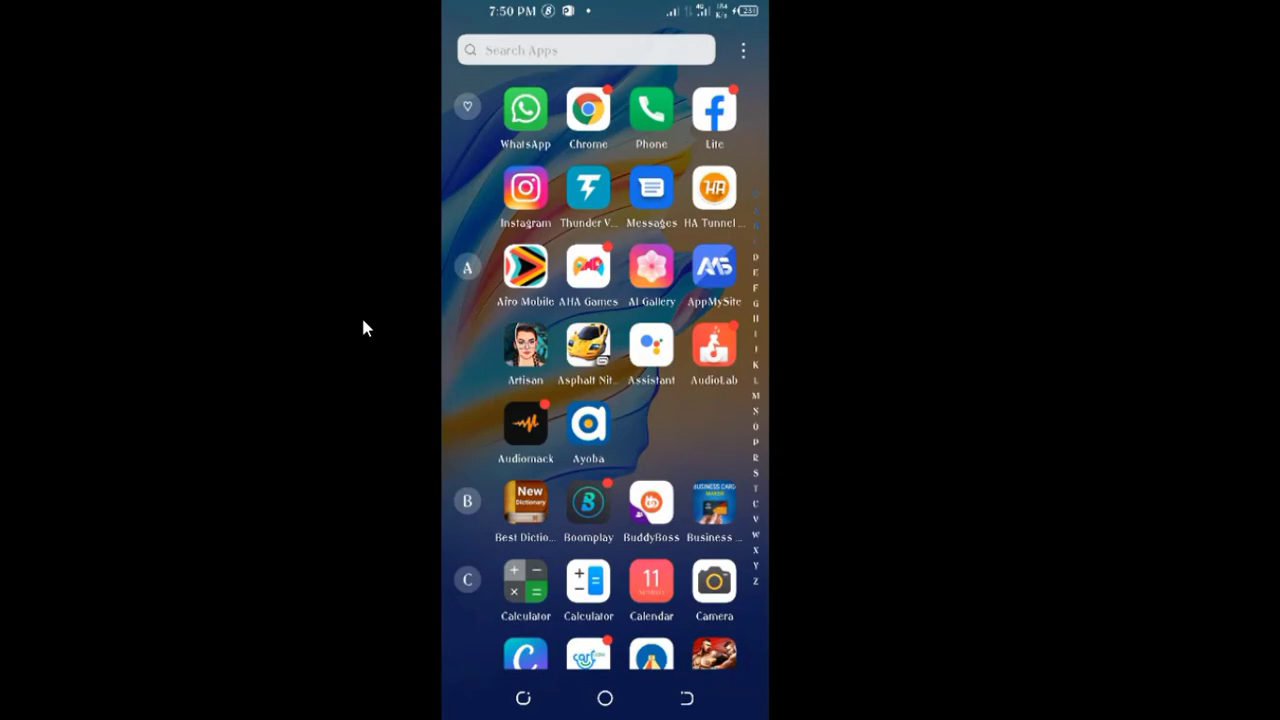 7:50 PM
Search Apps
WhatsApp Chrome Phone Lite
Instagram Thunder V... Messages HA Tunnel ...
A
Afro Mobile AHA Games AI Gallery AppMySite
Artisan Asphalt Nit... Assistant AudioLab
Audiomack Ayoba
B
New
Dictionary
BUSINESS CARD
MAKER
Best Dictio... Boomplay BuddyBoss Business ...
C
11
Calculator Calculator Calendar Camera
D
E
F
G
H
I
J
K
L
M
N
O
P
R
S
T
U
V
W
X
Y
Z